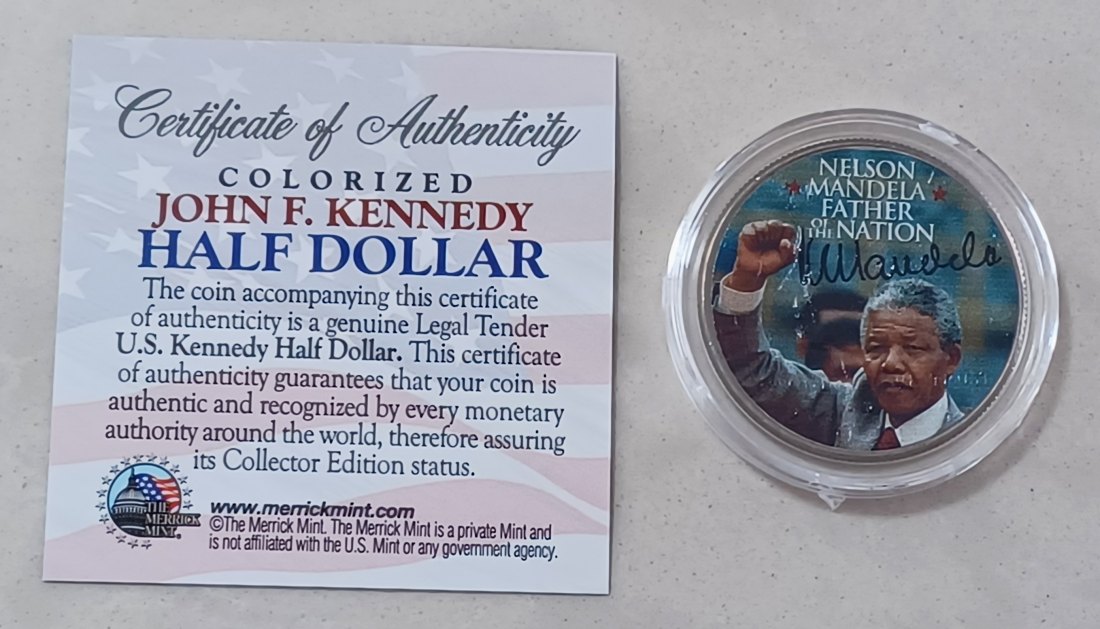 Certificate of Authenticity
COLORIZED
JOHN F. KENNEDY
HALF DOLLAR
The coin accompanying this certificate
of authenticity is a genuine Legal Tender
U.S. Kennedy Half Dollar. This certificate
of authenticity guarantees that your coin is
authentic and recognized by every monetary
authority around the world, therefore assuring
its Collector Edition status.
THE
MERRICK
MINT®
www.merrickmint.com
©The Merrick Mint. The Merrick Mint is a private Mint and
is not affiliated with the U.S. Mint or any government agency.
NELSON
MANDELA
FATHER
OF THE NATION
NMandela